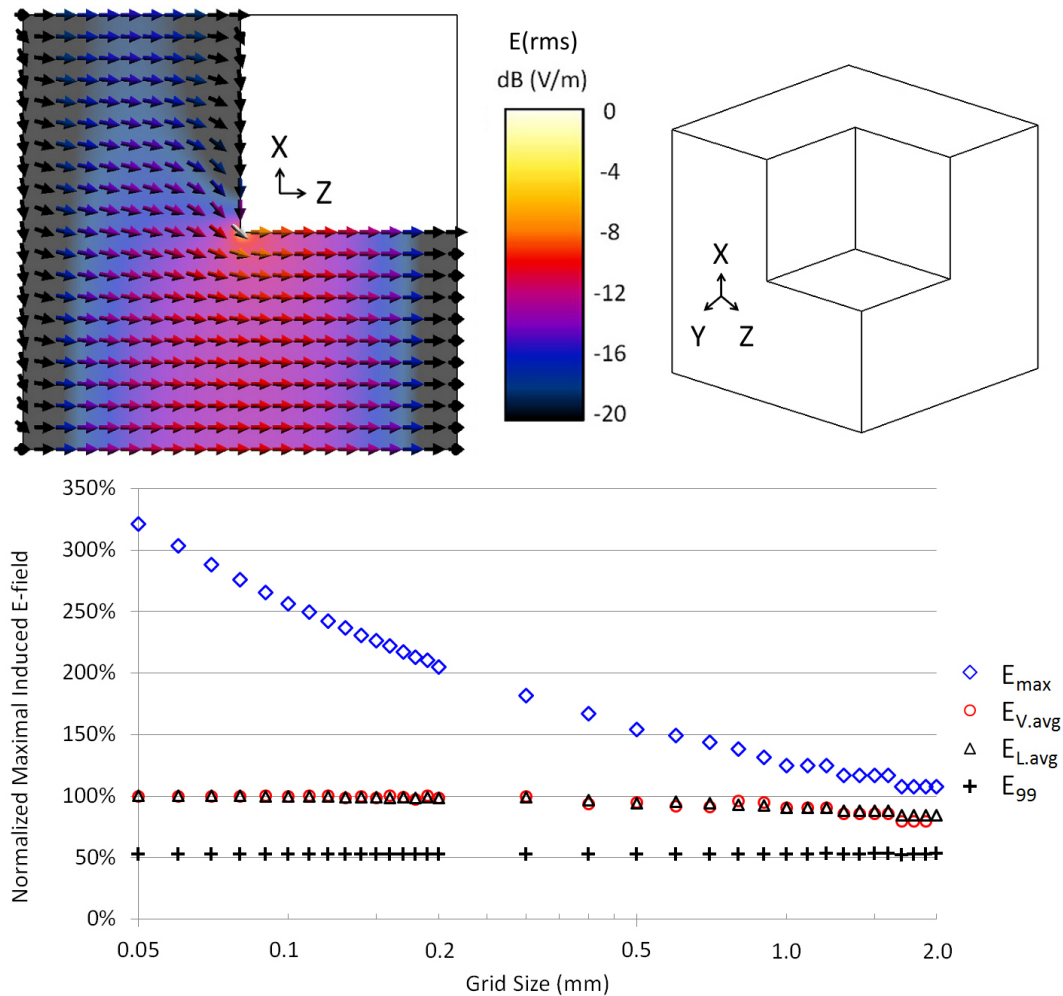 E(rms)
dB (V/m)
0
-4
-8
-12
-16
-20
X
Z
X
Y
Z
350%
300%
250%
200%
150%
100%
50%
0%
Normalized Maximal Induced E-field
0.05
0.1
0.2
0.5
1.0
2.0
Grid Size (mm)
Emax
EV.avg
EL.avg
E99